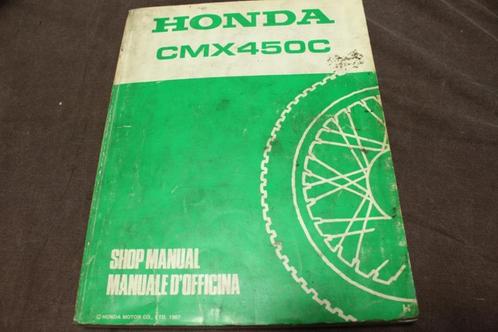 HONDA
CMX450C
SHOP MANUAL
MANUALE D'OFFICINA
© HONDA MOTOR CO., LTD. 1987